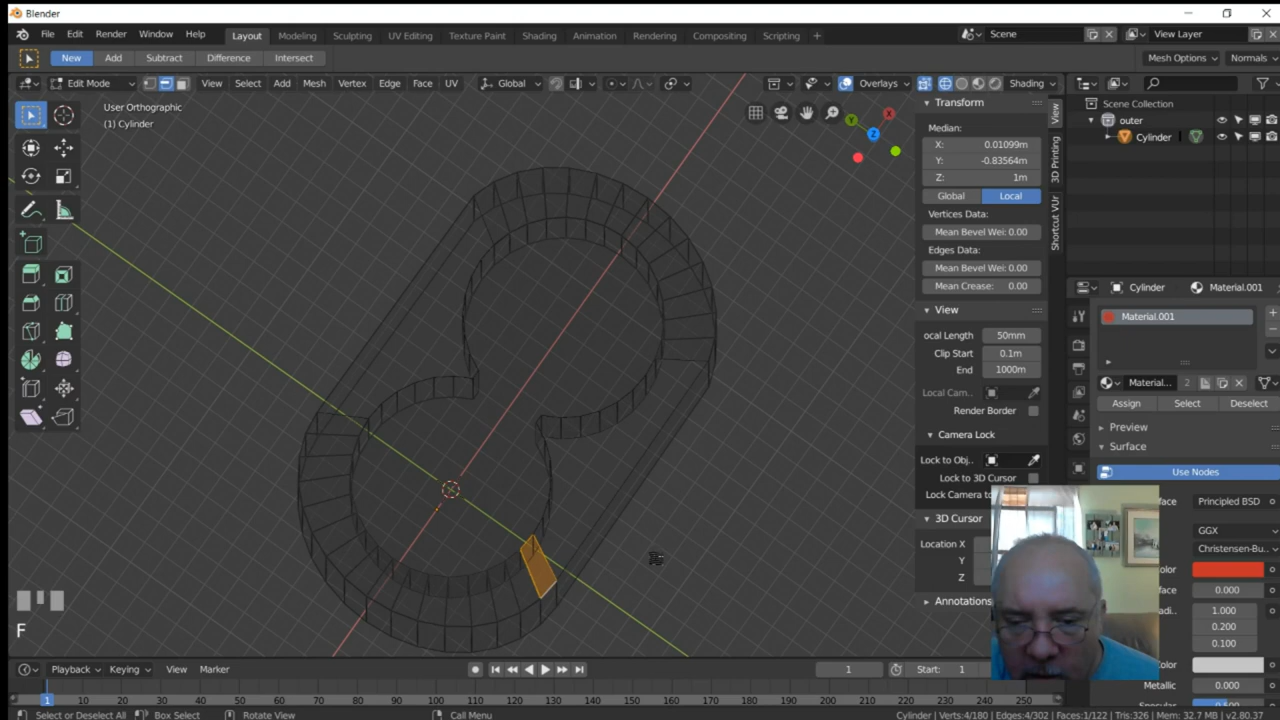 Blender
File Edit Render Window Help Layout Modeling Sculpting UV Editing Texture Paint Shading Animation Rendering Compositing Scripting + Scene View Layer
New Add Subtract Difference Intersect Mesh Options Normals
Edit Mode View Select Add Mesh Vertex Edge Face UV Global Overlays Shading
User Orthographic
(1) Cylinder
X
Y
Z
Transform
Median:
X: 0.01099m
Y: -0.83564m
Z: 1m
Global Local
Vertices Data:
Mean Bevel Wei: 0.00
Edges Data:
Mean Bevel Wei: 0.00
Mean Crease: 0.00
View
ocal Length 50mm
Clip Start 0.1m
End 1000m
Local Cam..
Render Border
Camera Lock
Lock to Obj..
Lock to 3D Cursor
Lock Camera to
3D Cursor
Location X
Y
Z
Annotations
View
3D Printing
Shortcut VUr
Scene Collection
outer
Cylinder
Cylinder Material.001
Material.001
Materia... 2
Assign Select Deselect
Preview
Surface
Use Nodes
face Principled BSD
GGX
Christensen-Bu..
olor
face 0.000
adi.. 1.000
0.200
0.100
Color
Metallic 0.000
F
Playback Keying View Marker 1 Start: 1
1 10 20 30 40 50 60 70 80 90 100 110 120 130 140 150 160 170 180 190 200 210 220 230 240 250
Select or Deselect All Box Select Rotate View Call Menu Cylinder | Verts:4/180 | Edges:4/302 | Faces:1/122 | Tris:326 | Mem: 32.7 MB | v2.80.37